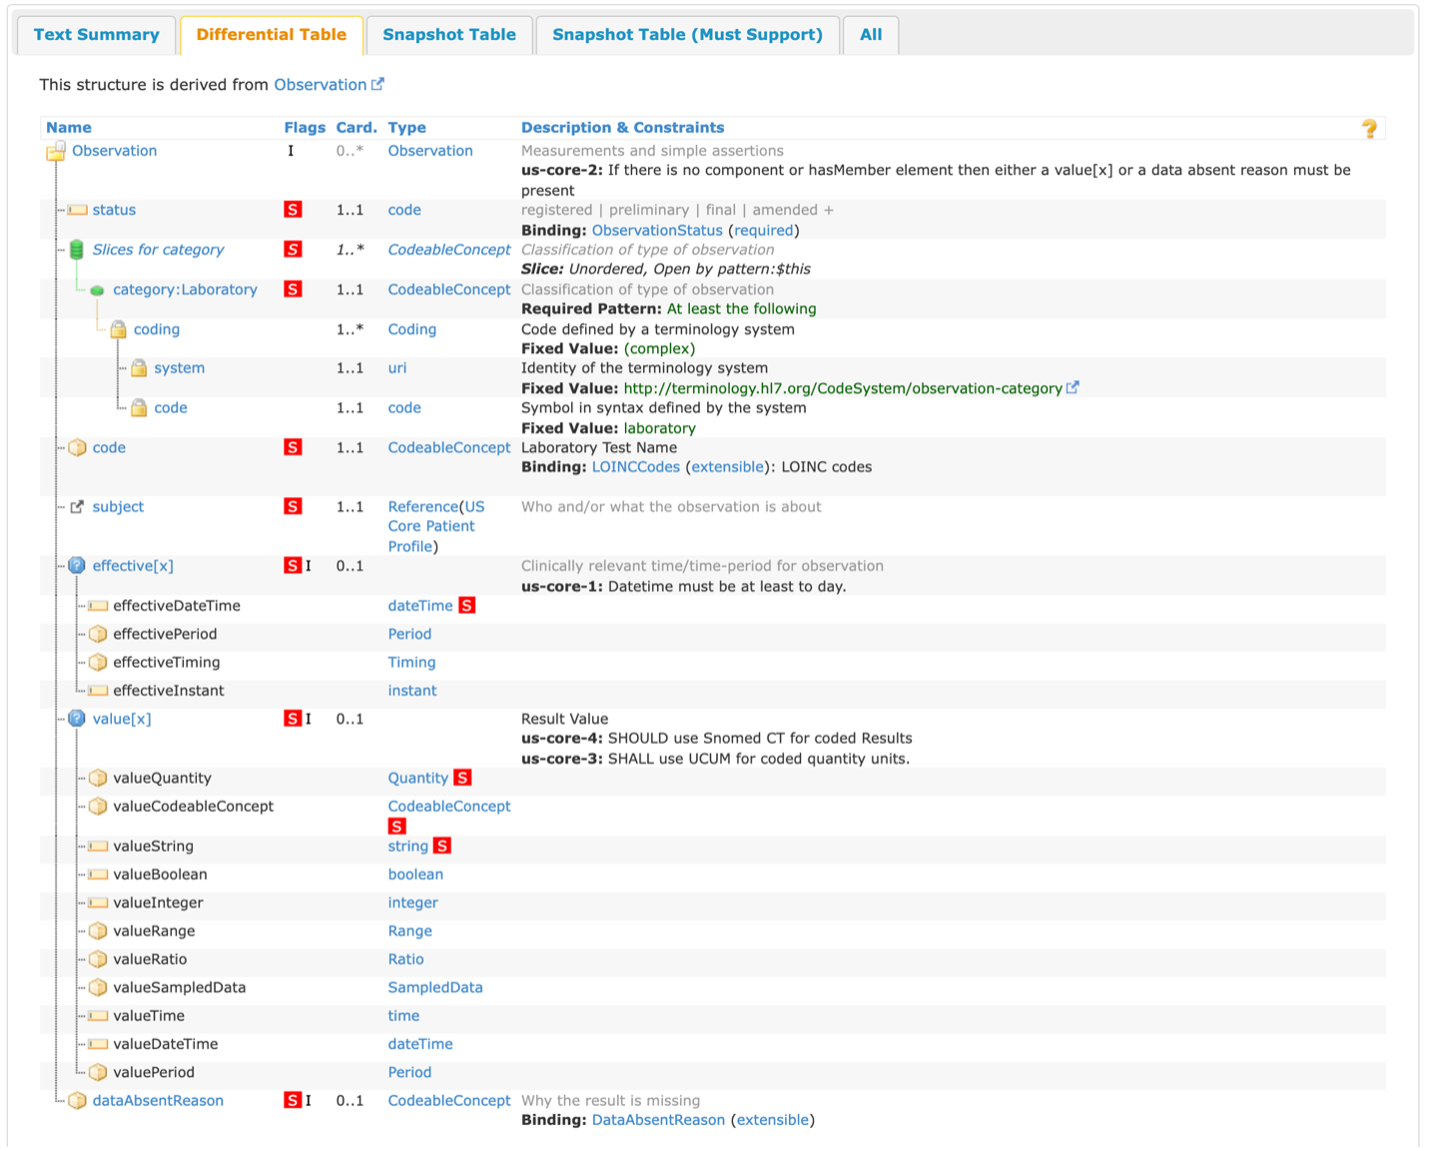 Text Summary Differential Table Snapshot Table Snapshot Table (Must Support) All
This structure is derived from Observation
Name Flags Card. Type Description & Constraints ?
Observation I 0..* Observation Measurements and simple assertions
us-core-2: If there is no component or hasMember element then either a value[x] or a data absent reason must be
present
status S 1..1 code registered | preliminary | final | amended +
Binding: ObservationStatus (required)
Slices for category S 1..* CodeableConcept Classification of type of observation
Slice: Unordered, Open by pattern:$this
category:Laboratory S 1..1 CodeableConcept Classification of type of observation
Required Pattern: At least the following
coding 1..* Coding Code defined by a terminology system
Fixed Value: (complex)
system 1..1 uri Identity of the terminology system
Fixed Value: http://terminology.hl7.org/CodeSystem/observation-category
code 1..1 code Symbol in syntax defined by the system
Fixed Value: laboratory
code S 1..1 CodeableConcept Laboratory Test Name
Binding: LOINCCodes (extensible): LOINC codes
subject S 1..1 Reference(US Who and/or what the observation is about
Core Patient
Profile)
effective[x] S I 0..1 Clinically relevant time/time-period for observation
us-core-1: Datetime must be at least to day.
effectiveDateTime dateTime S
effectivePeriod Period
effectiveTiming Timing
effectiveInstant instant
value[x] S I 0..1 Result Value
us-core-4: SHOULD use Snomed CT for coded Results
us-core-3: SHALL use UCUM for coded quantity units.
valueQuantity Quantity S
valueCodeableConcept CodeableConcept
S
valueString string S
valueBoolean boolean
valueInteger integer
valueRange Range
valueRatio Ratio
valueSampledData SampledData
valueTime time
valueDateTime dateTime
valuePeriod Period
dataAbsentReason S I 0..1 CodeableConcept Why the result is missing
Binding: DataAbsentReason (extensible)